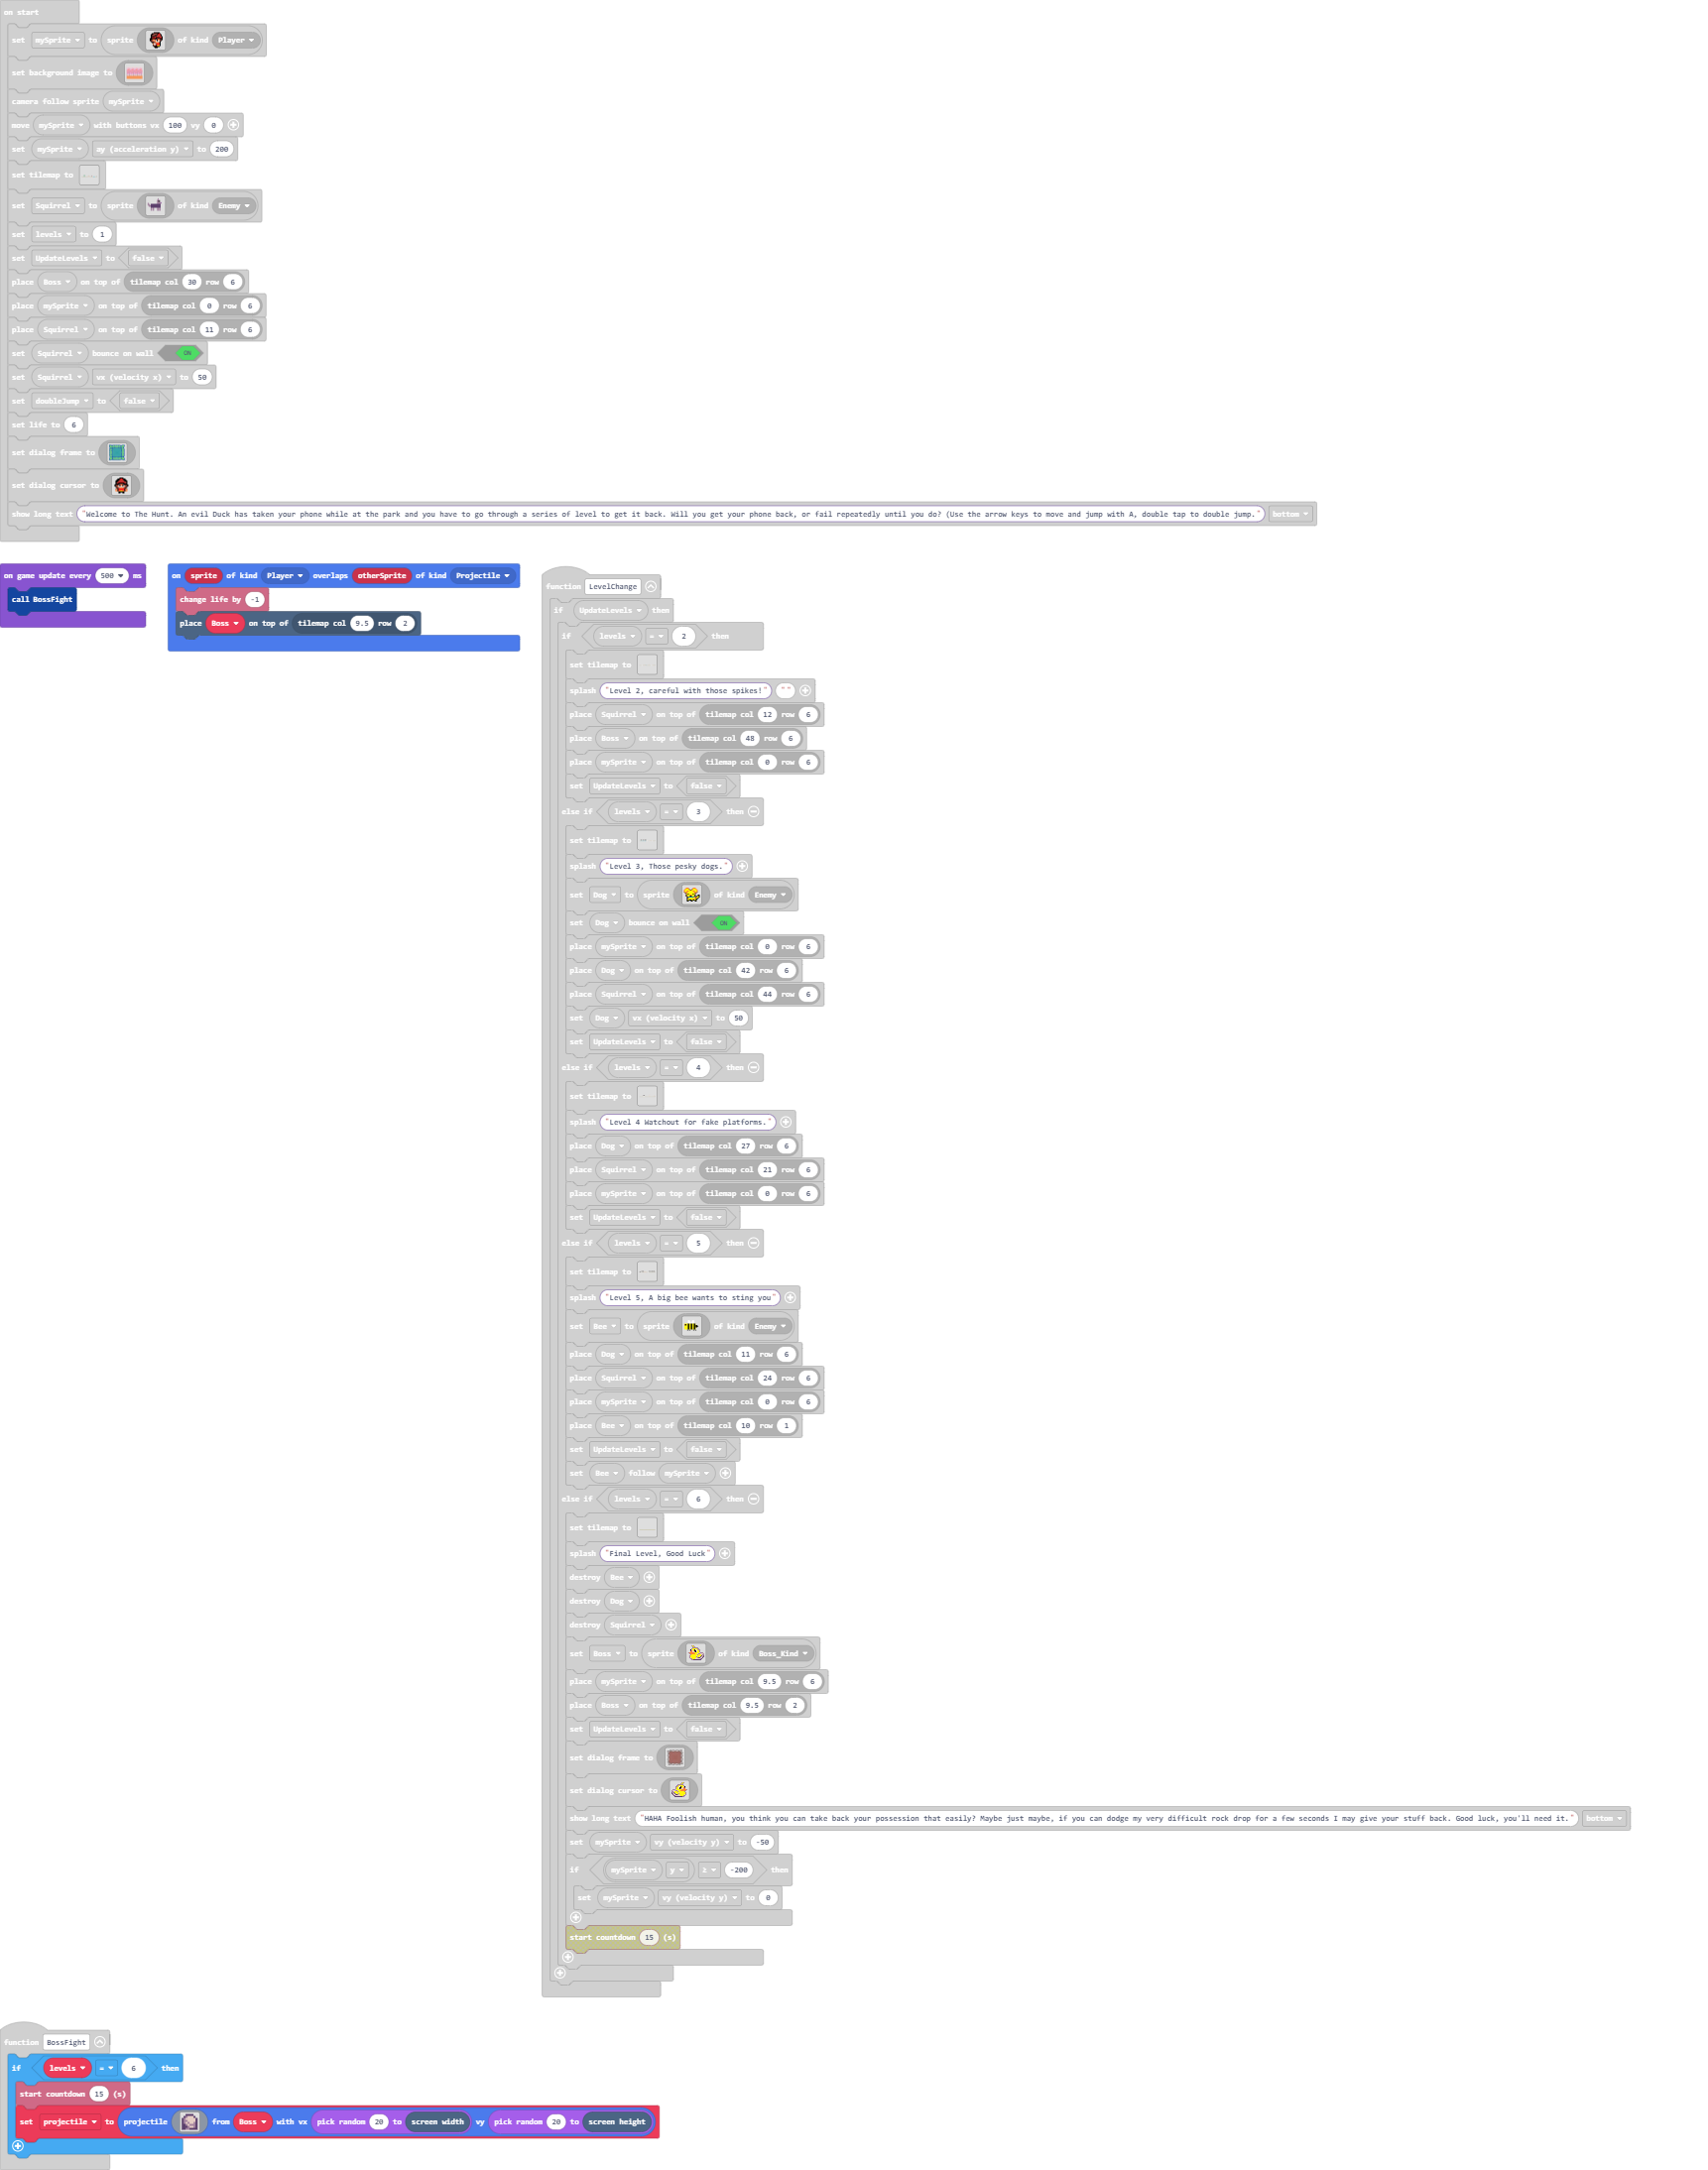 on start
set mySprite to sprite of kind Player
set background image to
camera follow sprite mySprite
move mySprite with buttons vx 100 vy 0
set mySprite ay (acceleration y) to 200
set tilemap to
set Squirrel to sprite of kind Enemy
set levels to 1
set UpdateLevels to false
place Boss on top of tilemap col 30 row 6
place mySprite on top of tilemap col 0 row 6
place Squirrel on top of tilemap col 11 row 6
set Squirrel bounce on wall ON
set Squirrel vx (velocity x) to 50
set doubleJump to false
set life to 6
set dialog frame to
set dialog cursor to
show long text "Welcome to The Hunt. An evil Duck has taken your phone while at the park and you have to go through a series of level to get it back. Will you get your phone back, or fail repeatedly until you do? (Use the arrow keys to move and jump with A, double tap to double jump." bottom
on game update every 500 ms
call BossFight
on sprite of kind Player overlaps otherSprite of kind Projectile
change life by -1
place Boss on top of tilemap col 9.5 row 2
function LevelChange
if UpdateLevels then
if levels = 2 then
set tilemap to
splash "Level 2, careful with those spikes!" ""
place Squirrel on top of tilemap col 12 row 6
place Boss on top of tilemap col 48 row 6
place mySprite on top of tilemap col 0 row 6
set UpdateLevels to false
else if levels = 3 then
set tilemap to
splash "Level 3, Those pesky dogs."
set Dog to sprite of kind Enemy
set Dog bounce on wall ON
place mySprite on top of tilemap col 0 row 6
place Dog on top of tilemap col 42 row 6
place Squirrel on top of tilemap col 44 row 6
set Dog vx (velocity x) to 50
set UpdateLevels to false
else if levels = 4 then
set tilemap to
splash "Level 4 Watchout for fake platforms."
place Dog on top of tilemap col 27 row 6
place Squirrel on top of tilemap col 21 row 6
place mySprite on top of tilemap col 0 row 6
set UpdateLevels to false
else if levels = 5 then
set tilemap to
splash "Level 5, A big bee wants to sting you"
set Bee to sprite of kind Enemy
place Dog on top of tilemap col 11 row 6
place Squirrel on top of tilemap col 24 row 6
place mySprite on top of tilemap col 0 row 6
place Bee on top of tilemap col 10 row 1
set UpdateLevels to false
set Bee follow mySprite
else if levels = 6 then
set tilemap to
splash "Final Level, Good Luck"
destroy Bee
destroy Dog
destroy Squirrel
set Boss to sprite of kind Boss_Kind
place mySprite on top of tilemap col 9.5 row 6
place Boss on top of tilemap col 9.5 row 2
set UpdateLevels to false
set dialog frame to
set dialog cursor to
show long text "HAHA Foolish human, you think you can take back your possession that easily? Maybe just maybe, if you can dodge my very difficult rock drop for a few seconds I may give your stuff back. Good luck, you'll need it." bottom
set mySprite vy (velocity y) to -50
if mySprite y ≥ -200 then
set mySprite vy (velocity y) to 0
start countdown 15 (s)
function BossFight
if levels = 6 then
start countdown 15 (s)
set projectile to projectile from Boss with vx pick random 20 to screen width vy pick random 20 to screen height